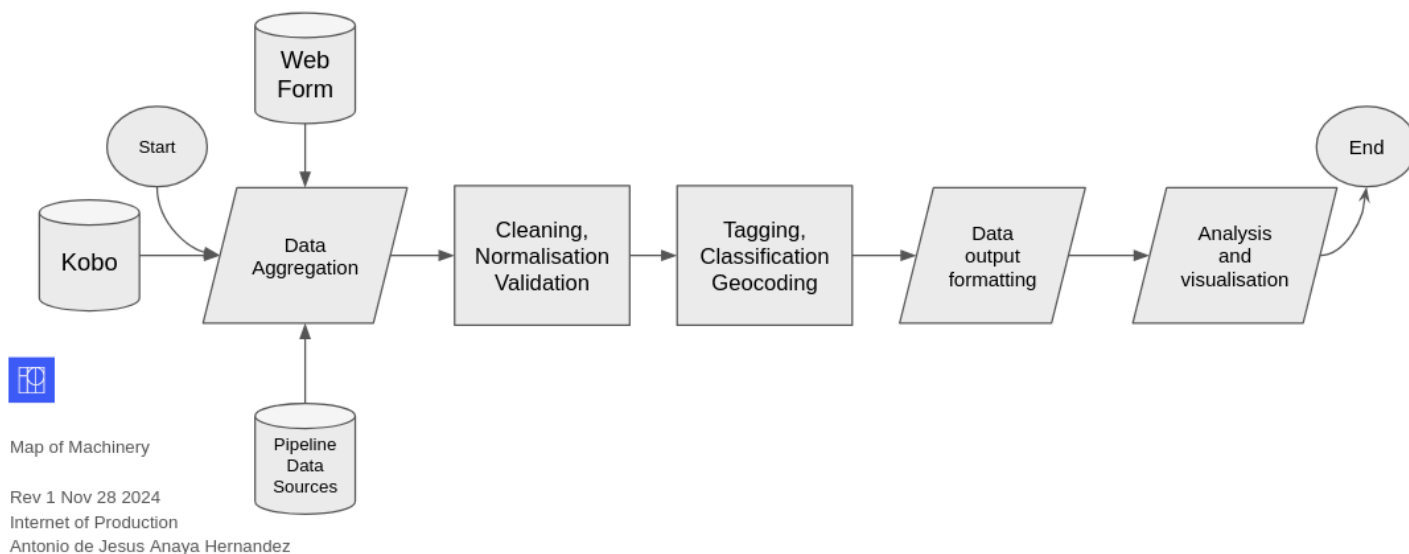 Web
Form
Start
Kobo
Data
Aggregation
Cleaning,
Normalisation
Validation
Tagging,
Classification
Geocoding
Data
output
formatting
Analysis
and
visualisation
End
Pipeline
Data
Sources
Map of Machinery
Rev 1 Nov 28 2024
Internet of Production
Antonio de Jesus Anaya Hernandez